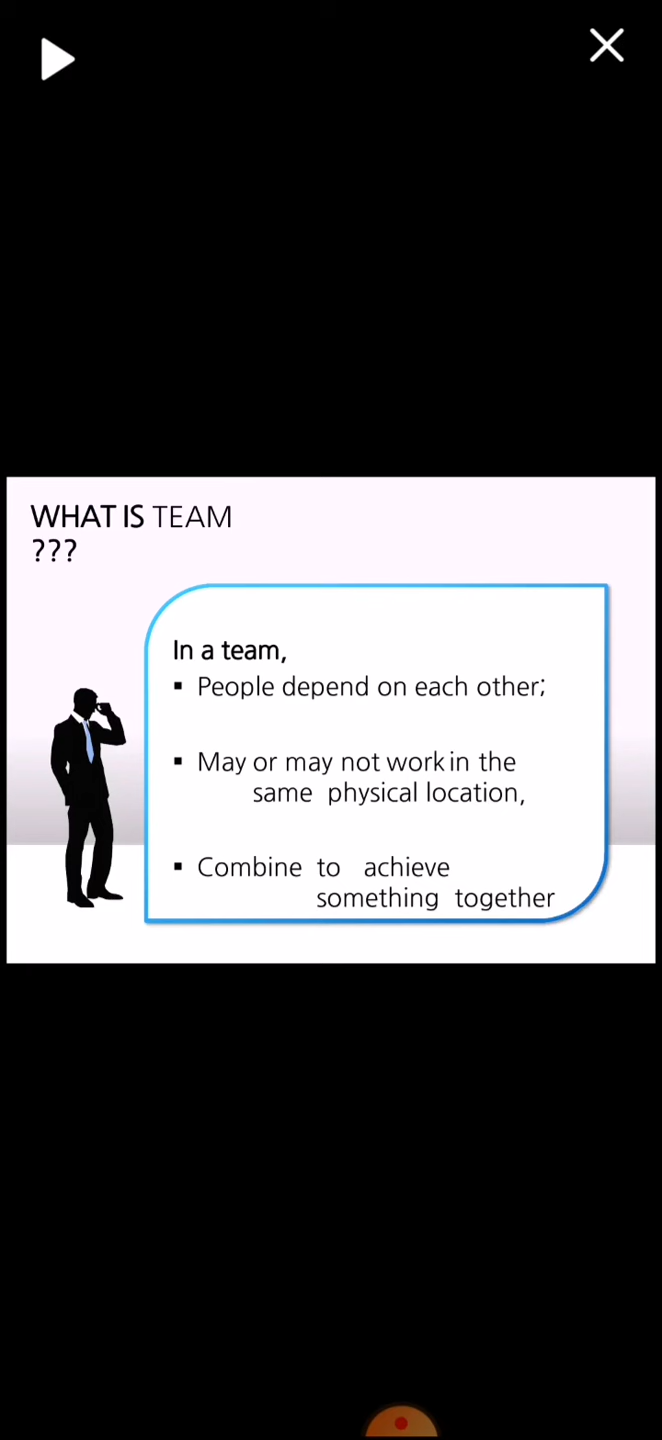 WHAT IS TEAM
???
In a team,
▪ People depend on each other;
▪ May or may not work in the
same physical location,
▪ Combine to achieve
something together